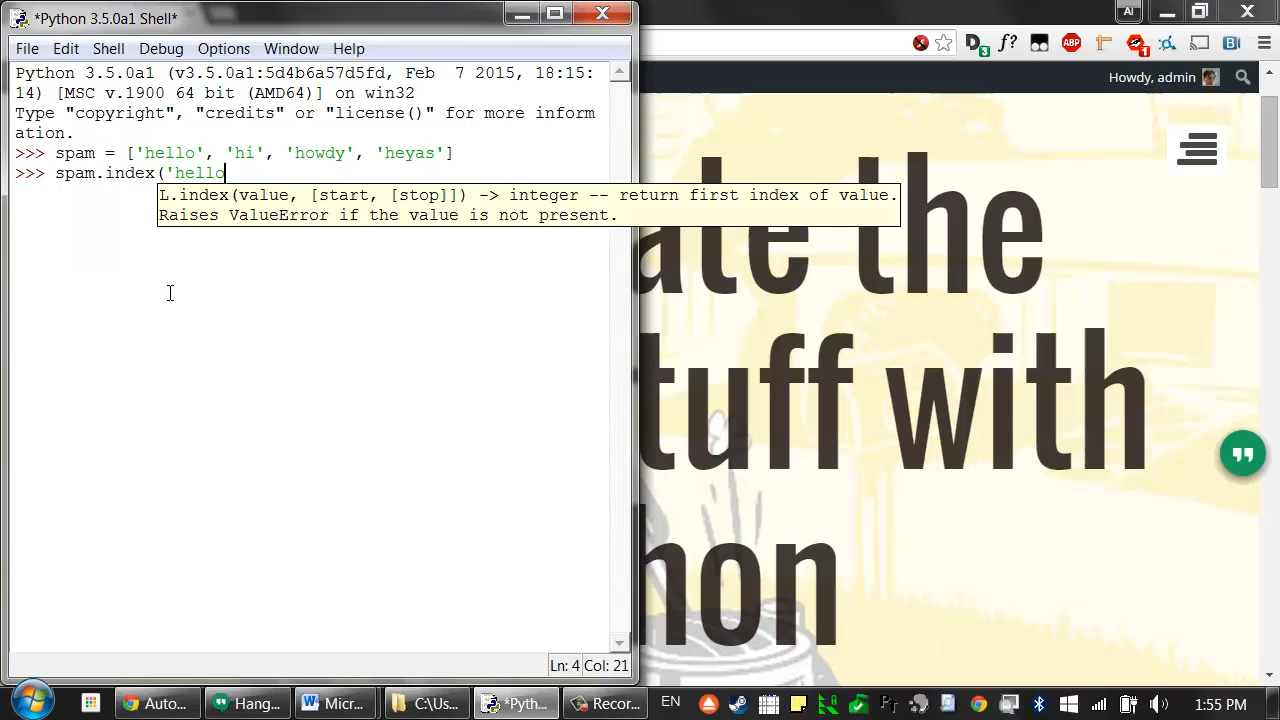 *Python 3.5.0a1 Shell*
File Edit Shell Debug Options Window Help
Python 3.5.0a1 (v3.5.0a1:5d4b6a57d5fd, Feb  7 2015, 18:15:
14) [MSC v.1900 64 bit (AMD64)] on win32
Type "copyright", "credits" or "license()" for more inform
ation.
>>> spam = ['hello', 'hi', 'howdy', 'heyas']
>>> spam.index('hello
L.index(value, [start, [stop]]) -> integer -- return first index of value.
Raises ValueError if the value is not present.
Ln: 4 Col: 21
Al
D 3 f? ABP 1 B
Howdy, admin
ate the
tuff with
hon
Auto... Hang... Micr... C:\Us... *Pyth... Recor... EN 1:55 PM